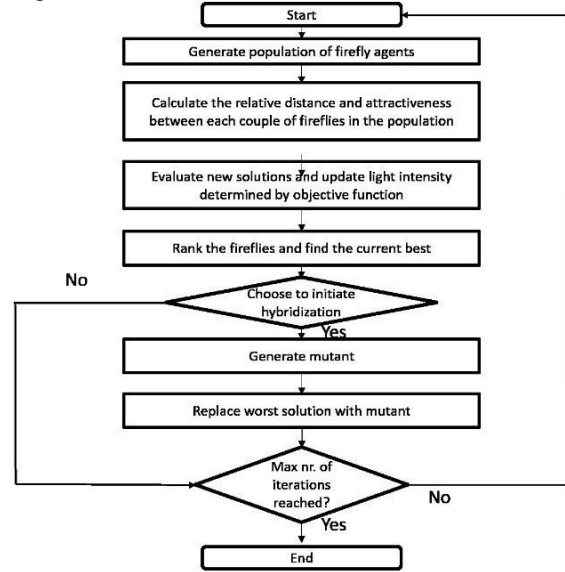 Start
Generate population of firefly agents
Calculate the relative distance and attractiveness
between each couple of fireflies in the population
Evaluate new solutions and update light intensity
determined by objective function
Rank the fireflies and find the current best
No
Choose to initiate
hybridization
Yes
Generate mutant
Replace worst solution with mutant
Max nr. of
iterations
reached?
No
Yes
End